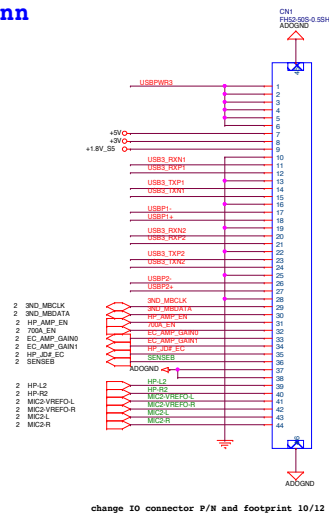 nn
CN1
FH52-50S-0.5SH
ADOGND
USBPWR3 1
2
3
4
5
6
+5V 7
+3V 8
+1.8V_S5 9
10
USB3_RXN1 11
USB3_RXP1 12
13
USB3_TXP1 14
USB3_TXN1 15
16
USBP1- 17
USBP1+ 18
19
USB3_RXN2 20
USB3_RXP2 21
22
USB3_TXP2 23
USB3_TXN2 24
25
USBP2- 26
USBP2+ 27
28
2 3ND_MBCLK 3ND_MBCLK 29
2 3ND_MBDATA 3ND_MBDATA 30
2 HP_AMP_EN HP_AMP_EN 31
2 700A_EN 700A_EN 32
2 EC_AMP_GAIN0 EC_AMP_GAIN0 33
2 EC_AMP_GAIN1 EC_AMP_GAIN1 34
2 HP_JD#_EC HP_JD#_EC 35
2 SENSEB SENSEB 36
ADOGND 37
38
2 HP-L2 HP-L2 39
2 HP-R2 HP-R2 40
2 MIC2-VREFO-L MIC2-VREFO-L 41
2 MIC2-VREFO-R MIC2-VREFO-R 42
2 MIC2-L MIC2-L 43
2 MIC2-R MIC2-R 44
ADOGND
change IO connector P/N and footprint 10/12